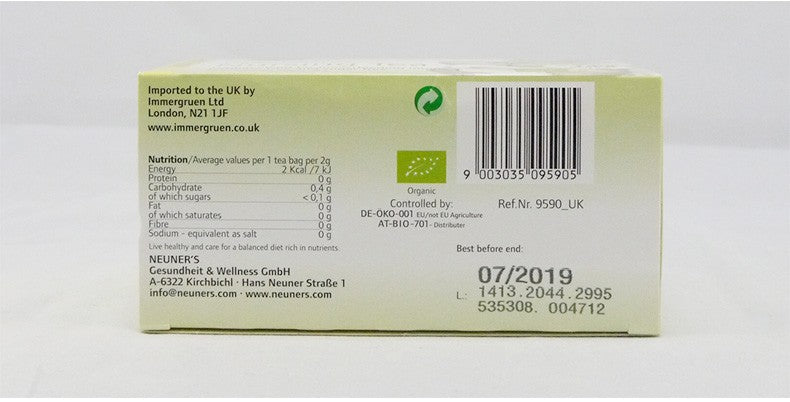 Imported to the UK by
Immergruen Ltd
London, N21 1JF
www.immergruen.co.uk
Nutrition/Average values per 1 tea bag per 2g
Energy 2 Kcal /7 kJ
Protein 0 g
Carbohydrate 0,4 g
of which sugars < 0,1 g
Fat 0 g
of which saturates 0 g
Fibre 0 g
Sodium - equivalent as salt 0 g
Live healthy and care for a balanced diet rich in nutrients.
NEUNER'S
Gesundheit & Wellness GmbH
A-6322 Kirchbichl · Hans Neuner Straße 1
info@neuners.com · www.neuners.com
Organic
Controlled by:
DE-ÖKO-001 EU/not EU Agriculture
AT-BIO-701- Distributer
9 003035 095905
Ref.Nr. 9590_UK
Best before end:
07/2019
L.: 1413.2044.2995
535308. 004712